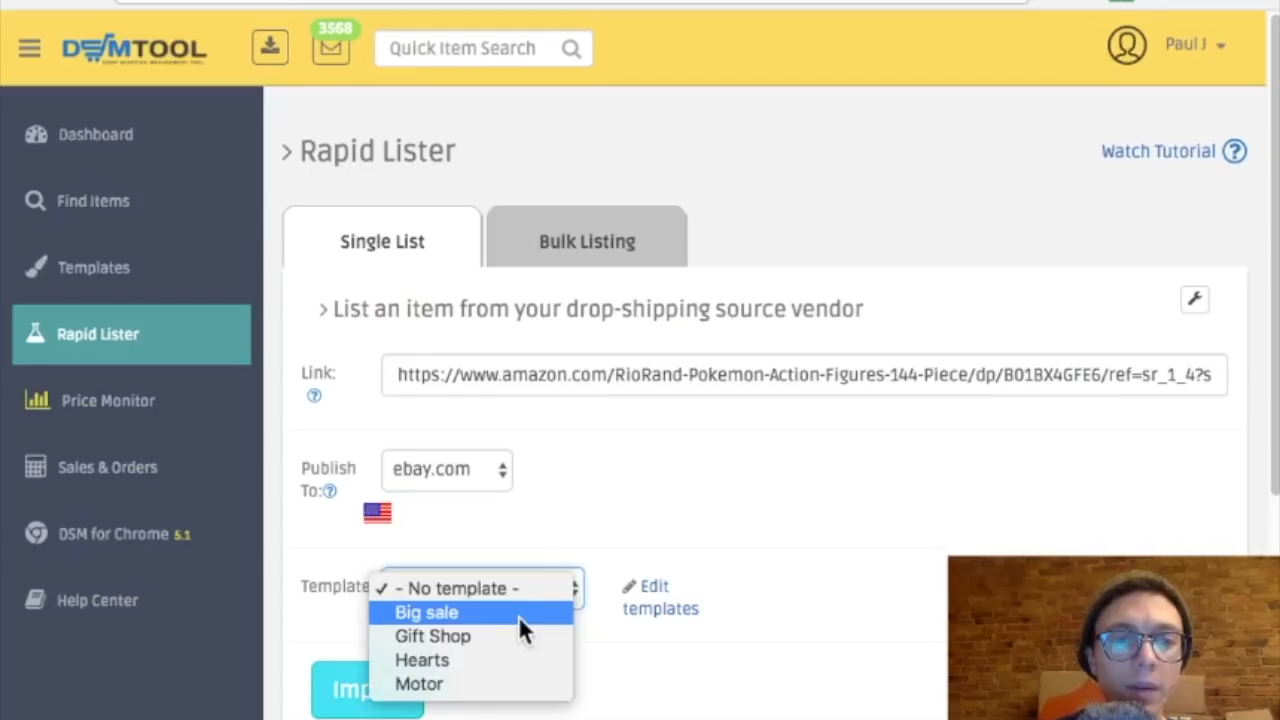 DSMTOOL
3568
Quick Item Search
Paul J
Dashboard
Find Items
Templates
Rapid Lister
Price Monitor
Sales & Orders
DSM for Chrome 5.1
Help Center
> Rapid Lister
Watch Tutorial ?
Single List
Bulk Listing
> List an item from your drop-shipping source vendor
Link:
?
https://www.amazon.com/RioRand-Pokemon-Action-Figures-144-Piece/dp/B01BX4GFE6/ref=sr_1_4?s
Publish
To:?
ebay.com
Template
✓ - No template -
Big sale
Gift Shop
Hearts
Motor
Edit
templates
Imp